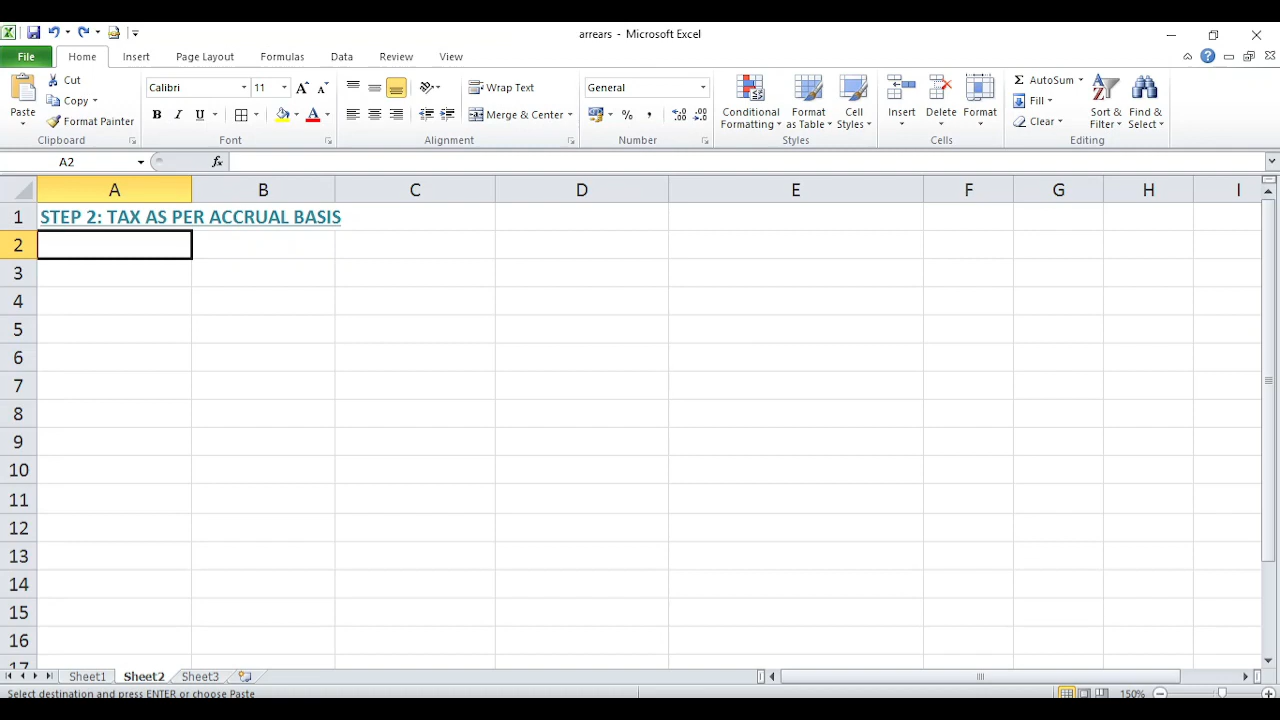 arrears - Microsoft Excel
File Home Insert Page Layout Formulas Data Review View
Paste
Cut
Copy
Format Painter
Clipboard
Calibri 11
B I U
Font
Wrap Text
Merge & Center
Alignment
General
%
Number
Conditional Formatting
Format as Table
Cell Styles
Styles
Insert Delete Format
Cells
AutoSum
Fill
Clear
Sort & Filter
Find & Select
Editing
A2 fx
A B C D E F G H I
1 STEP 2: TAX AS PER ACCRUAL BASIS
2
3
4
5
6
7
8
9
10
11
12
13
14
15
16
17
Sheet1 Sheet2 Sheet3
Select destination and press ENTER or choose Paste 150%